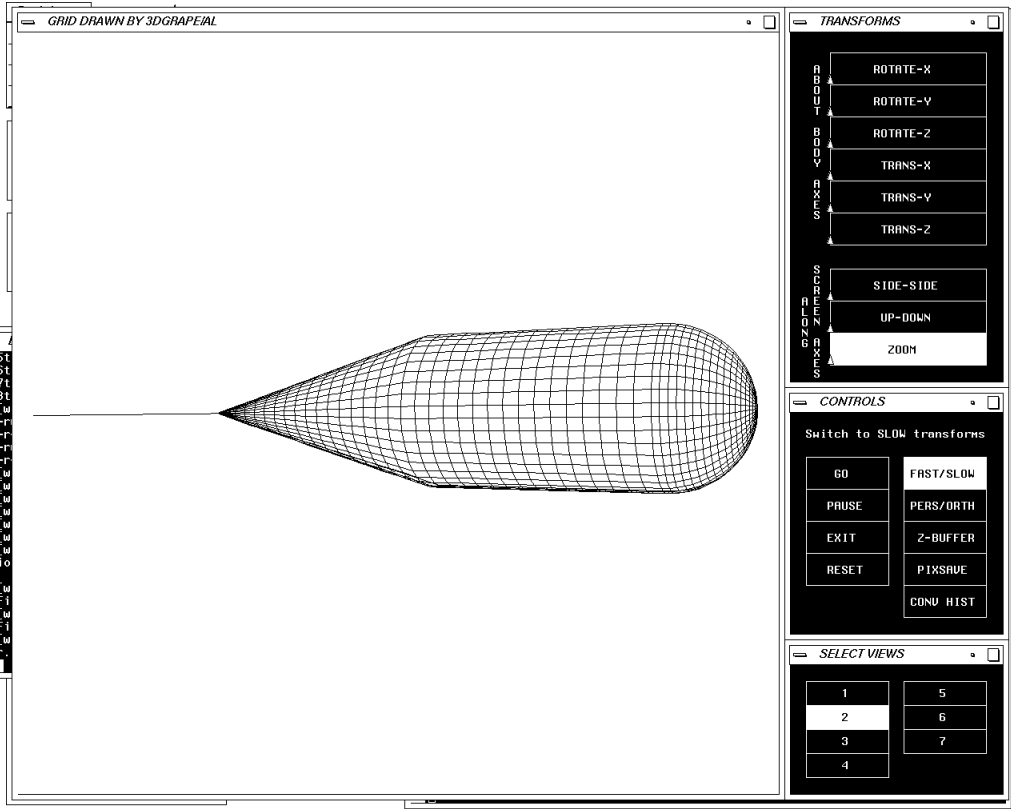 GRID DRAWN BY 3DGRAPE/AL
TRANSFORMS
ABOUT BODY AXES
ROTATE-X
ROTATE-Y
ROTATE-Z
TRANS-X
TRANS-Y
TRANS-Z
ALONG
SCREEN AXES
SIDE-SIDE
UP-DOWN
ZOOM
CONTROLS
Switch to SLOW transforms
GO
FAST/SLOW
PAUSE
PERS/ORTH
EXIT
Z-BUFFER
RESET
PIXSAVE
CONV HIST
SELECT VIEWS
1
5
2
6
3
7
4